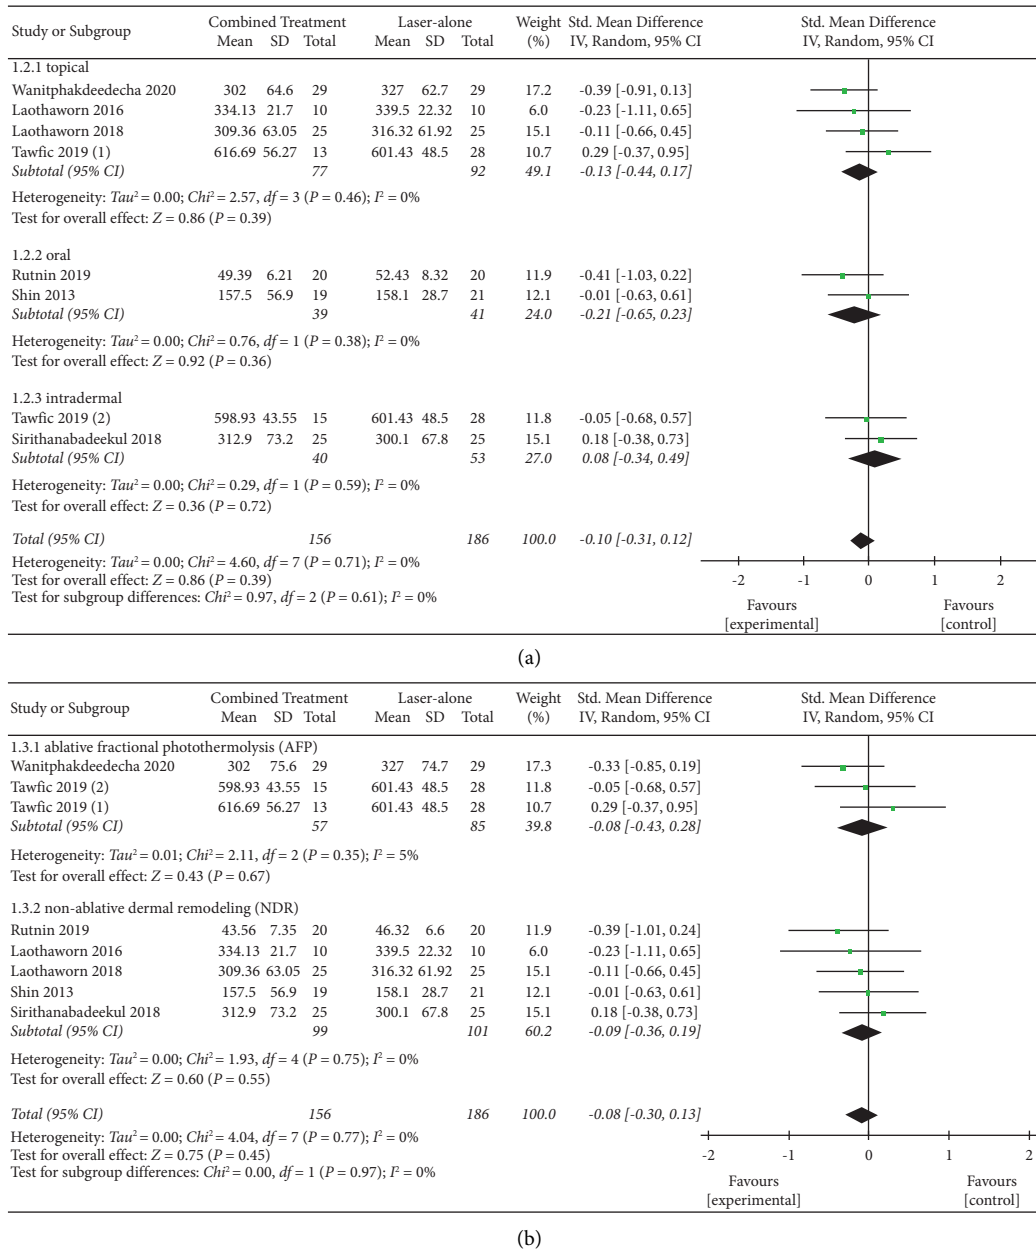 Study or Subgroup Combined Treatment Laser-alone Weight Std. Mean Difference Std. Mean Difference
Mean SD Total Mean SD Total (%) IV, Random, 95% CI IV, Random, 95% CI
1.2.1 topical
Wanitphakdeedecha 2020 302 64.6 29 327 62.7 29 17.2 -0.39 [-0.91, 0.13]
Laothaworn 2016 334.13 21.7 10 339.5 22.32 10 6.0 -0.23 [-1.11, 0.65]
Laothaworn 2018 309.36 63.05 25 316.32 61.92 25 15.1 -0.11 [-0.66, 0.45]
Tawfic 2019 (1) 616.69 56.27 13 601.43 48.5 28 10.7 0.29 [-0.37, 0.95]
Subtotal (95% CI) 77 92 49.1 -0.13 [-0.44, 0.17]
Heterogeneity: Tau² = 0.00; Chi² = 2.57, df = 3 (P = 0.46); I² = 0%
Test for overall effect: Z = 0.86 (P = 0.39)
1.2.2 oral
Rutnin 2019 49.39 6.21 20 52.43 8.32 20 11.9 -0.41 [-1.03, 0.22]
Shin 2013 157.5 56.9 19 158.1 28.7 21 12.1 -0.01 [-0.63, 0.61]
Subtotal (95% CI) 39 41 24.0 -0.21 [-0.65, 0.23]
Heterogeneity: Tau² = 0.00; Chi² = 0.76, df = 1 (P = 0.38); I² = 0%
Test for overall effect: Z = 0.92 (P = 0.36)
1.2.3 intradermal
Tawfic 2019 (2) 598.93 43.55 15 601.43 48.5 28 11.8 -0.05 [-0.68, 0.57]
Sirithanabadeekul 2018 312.9 73.2 25 300.1 67.8 25 15.1 0.18 [-0.38, 0.73]
Subtotal (95% CI) 40 53 27.0 0.08 [-0.34, 0.49]
Heterogeneity: Tau² = 0.00; Chi² = 0.29, df = 1 (P = 0.59); I² = 0%
Test for overall effect: Z = 0.36 (P = 0.72)
Total (95% CI) 156 186 100.0 -0.10 [-0.31, 0.12]
Heterogeneity: Tau² = 0.00; Chi² = 4.60, df = 7 (P = 0.71); I² = 0%
Test for overall effect: Z = 0.86 (P = 0.39)
Test for subgroup differences: Chi² = 0.97, df = 2 (P = 0.61); I² = 0%
-2 -1 0 1 2
Favours Favours
[experimental] [control]
(a)
Study or Subgroup Combined Treatment Laser-alone Weight Std. Mean Difference Std. Mean Difference
Mean SD Total Mean SD Total (%) IV, Random, 95% CI IV, Random, 95% CI
1.3.1 ablative fractional photothermolysis (AFP)
Wanitphakdeedecha 2020 302 75.6 29 327 74.7 29 17.3 -0.33 [-0.85, 0.19]
Tawfic 2019 (2) 598.93 43.55 15 601.43 48.5 28 11.8 -0.05 [-0.68, 0.57]
Tawfic 2019 (1) 616.69 56.27 13 601.43 48.5 28 10.7 0.29 [-0.37, 0.95]
Subtotal (95% CI) 57 85 39.8 -0.08 [-0.43, 0.28]
Heterogeneity: Tau² = 0.01; Chi² = 2.11, df = 2 (P = 0.35); I² = 5%
Test for overall effect: Z = 0.43 (P = 0.67)
1.3.2 non-ablative dermal remodeling (NDR)
Rutnin 2019 43.56 7.35 20 46.32 6.6 20 11.9 -0.39 [-1.01, 0.24]
Laothaworn 2016 334.13 21.7 10 339.5 22.32 10 6.0 -0.23 [-1.11, 0.65]
Laothaworn 2018 309.36 63.05 25 316.32 61.92 25 15.1 -0.11 [-0.66, 0.45]
Shin 2013 157.5 56.9 19 158.1 28.7 21 12.1 -0.01 [-0.63, 0.61]
Sirithanabadeekul 2018 312.9 73.2 25 300.1 67.8 25 15.1 0.18 [-0.38, 0.73]
Subtotal (95% CI) 99 101 60.2 -0.09 [-0.36, 0.19]
Heterogeneity: Tau² = 0.00; Chi² = 1.93, df = 4 (P = 0.75); I² = 0%
Test for overall effect: Z = 0.60 (P = 0.55)
Total (95% CI) 156 186 100.0 -0.08 [-0.30, 0.13]
Heterogeneity: Tau² = 0.00; Chi² = 4.04, df = 7 (P = 0.77); I² = 0%
Test for overall effect: Z = 0.75 (P = 0.45)
Test for subgroup differences: Chi² = 0.00, df = 1 (P = 0.97); I² = 0%
-2 -1 0 1 2
Favours Favours
[experimental] [control]
(b)